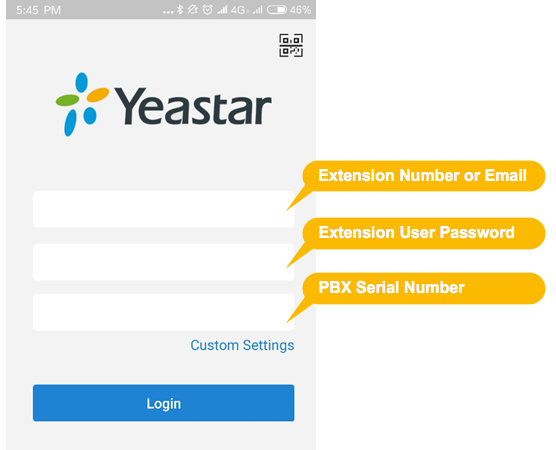 5:45 PM
4G
46%
Yeastar
Extension Number or Email
Extension User Password
PBX Serial Number
Custom Settings
Login